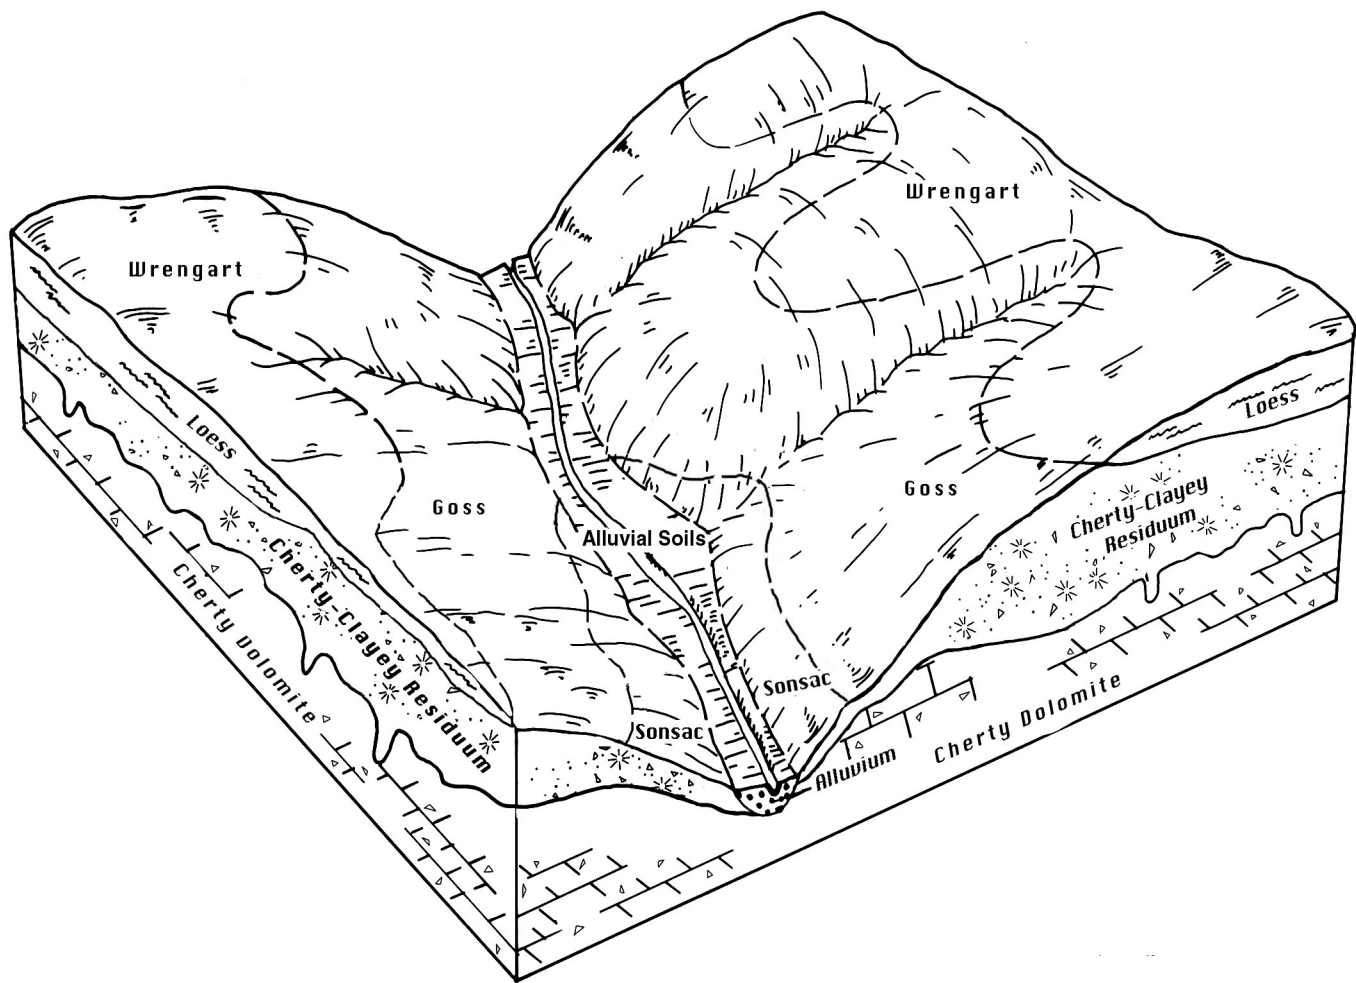 Wrengart
Wrengart
Loess
Loess
Goss
Goss
Cherty-Clayey
Residuum
Alluvial Soils
Cherty-Clayey Residuum
Cherty Dolomite
Sonsac
Sonsac
Alluvium
Cherty Dolomite